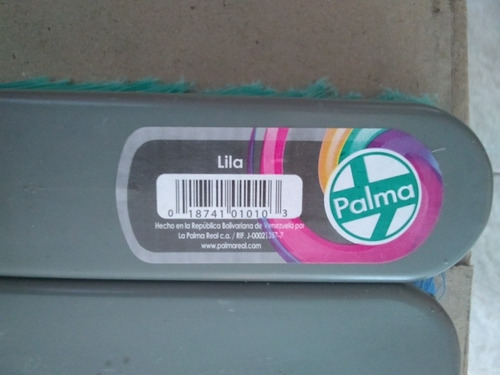 Lila
0 18741 01010 3
Hecho en la República Bolivariana de Venezuela por
La Palma Real c.a. / RIF. J-00021357-7
www.palmareal.com
Palma